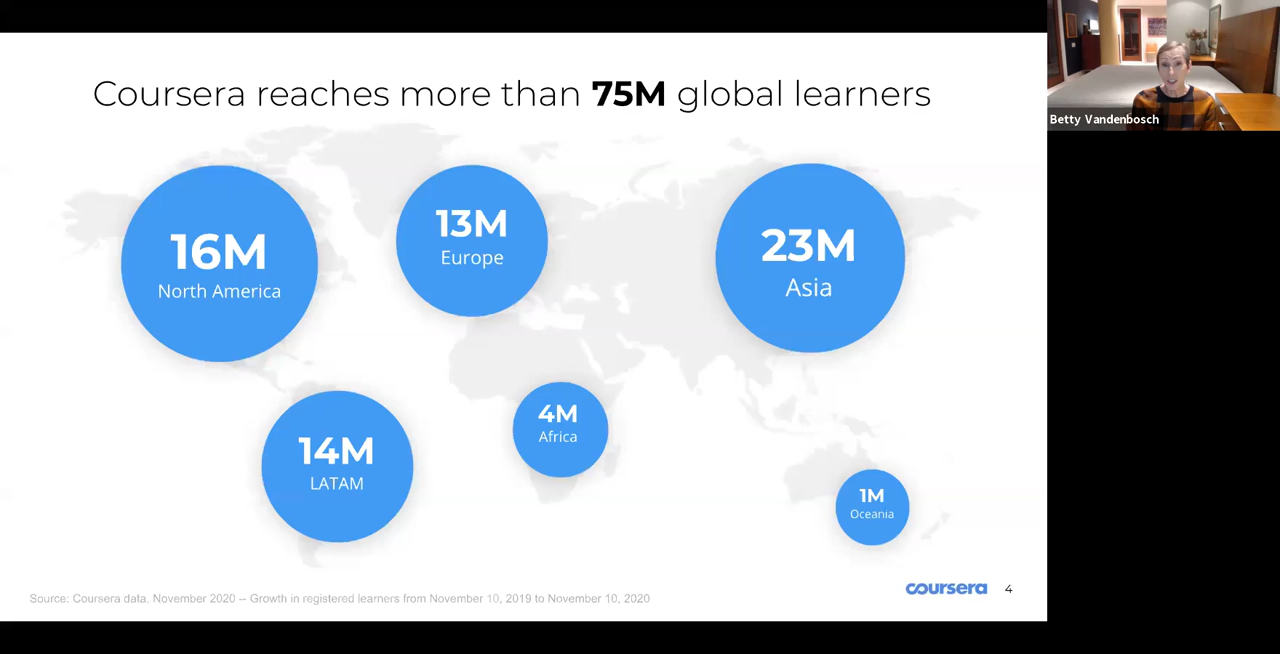 Coursera reaches more than 75M global learners
Betty Vandenbosch
16M
North America
13M
Europe
23M
Asia
14M
LATAM
4M
Africa
1M
Oceania
Source: Coursera data. November 2020 -- Growth in registered learners from November 10, 2019 to November 10, 2020
coursera
4